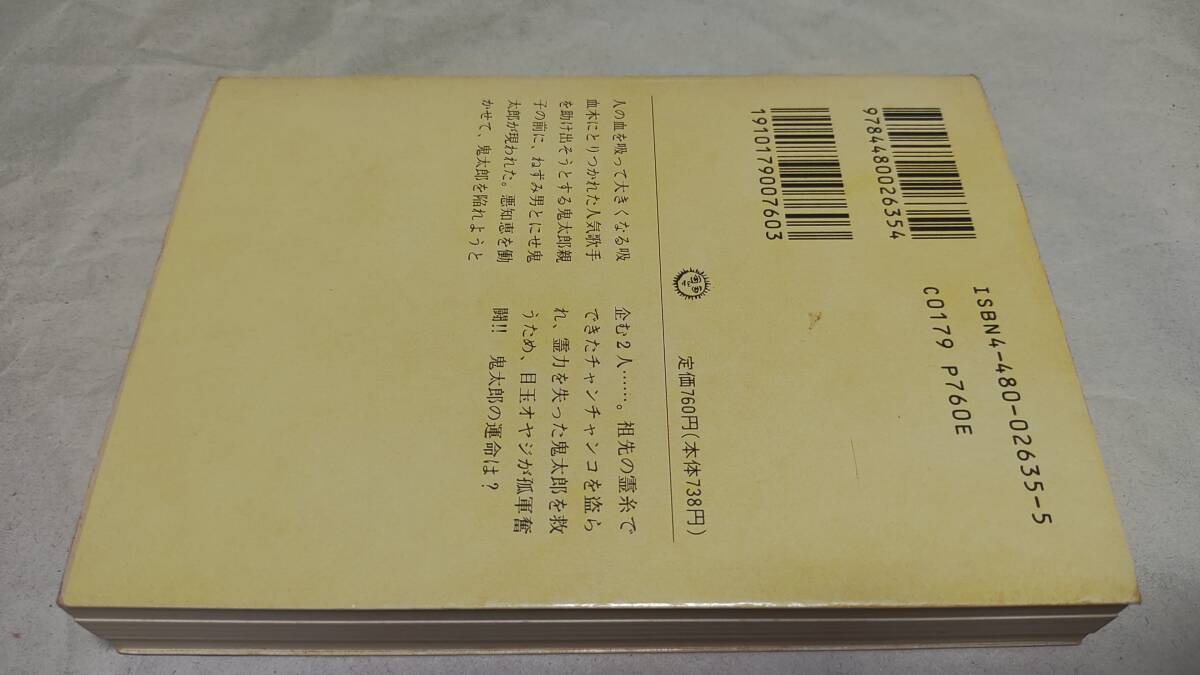 9784480026354
1910179007603
ISBN4-480-02635-5
C0179 P760E
定価760円(本体738円)
人の血を吸って大きくなる吸
血木にとりつかれた人気歌手
を助け出そうとする鬼太郎親
子の前に、ねずみ男とにせ鬼
太郎が現われた。悪知恵を働
かせて、鬼太郎を陥れようと
企む2人……。祖先の霊糸で
できたチャンチャンコを盗ら
れ、霊力を失った鬼太郎を救
うため、目玉オヤジが孤軍奮
闘!! 鬼太郎の運命は?